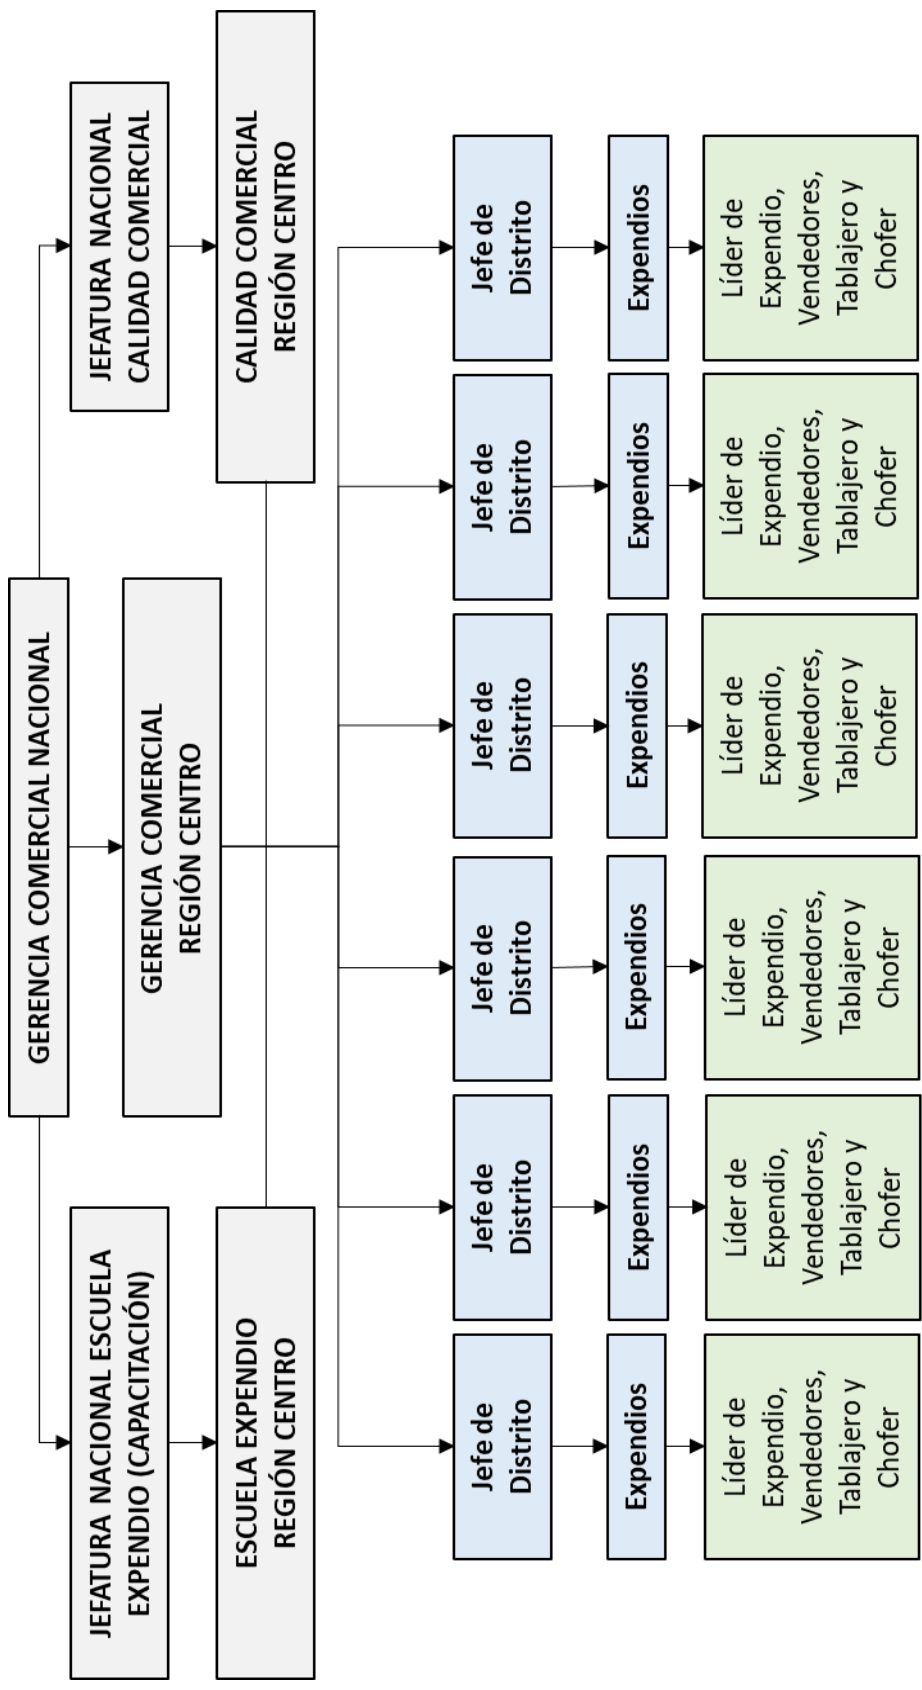 GERENCIA COMERCIAL NACIONAL
JEFATURA NACIONAL ESCUELA
EXPENDIO (CAPACITACIÓN)
JEFATURA NACIONAL
CALIDAD COMERCIAL
GERENCIA COMERCIAL
REGIÓN CENTRO
ESCUELA EXPENDIO
REGIÓN CENTRO
CALIDAD COMERCIAL
REGIÓN CENTRO
Jefe de
Distrito
Jefe de
Distrito
Jefe de
Distrito
Jefe de
Distrito
Jefe de
Distrito
Jefe de
Distrito
Expendios
Expendios
Expendios
Expendios
Expendios
Expendios
Líder de
Expendio,
Vendedores,
Tablajero y
Chofer
Líder de
Expendio,
Vendedores,
Tablajero y
Chofer
Líder de
Expendio,
Vendedores,
Tablajero y
Chofer
Líder de
Expendio,
Vendedores,
Tablajero y
Chofer
Líder de
Expendio,
Vendedores,
Tablajero y
Chofer
Líder de
Expendio,
Vendedores,
Tablajero y
Chofer